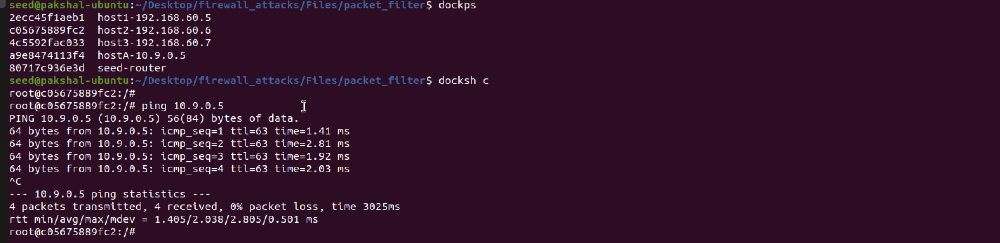 seed@pakshal-ubuntu:~/Desktop/firewall_attacks/Files/packet_filter$ dockps
2ecc45f1aeb1  host1-192.168.60.5
c05675889fc2  host2-192.168.60.6
4c5592fac033  host3-192.168.60.7
a9e8474113f4  hostA-10.9.0.5
80717c936e3d  seed-router
seed@pakshal-ubuntu:~/Desktop/firewall_attacks/Files/packet_filter$ docksh c
root@c05675889fc2:/#
root@c05675889fc2:/# ping 10.9.0.5
PING 10.9.0.5 (10.9.0.5) 56(84) bytes of data.
64 bytes from 10.9.0.5: icmp_seq=1 ttl=63 time=1.41 ms
64 bytes from 10.9.0.5: icmp_seq=2 ttl=63 time=2.81 ms
64 bytes from 10.9.0.5: icmp_seq=3 ttl=63 time=1.92 ms
64 bytes from 10.9.0.5: icmp_seq=4 ttl=63 time=2.03 ms
^C
--- 10.9.0.5 ping statistics ---
4 packets transmitted, 4 received, 0% packet loss, time 3025ms
rtt min/avg/max/mdev = 1.405/2.038/2.805/0.501 ms
root@c05675889fc2:/#